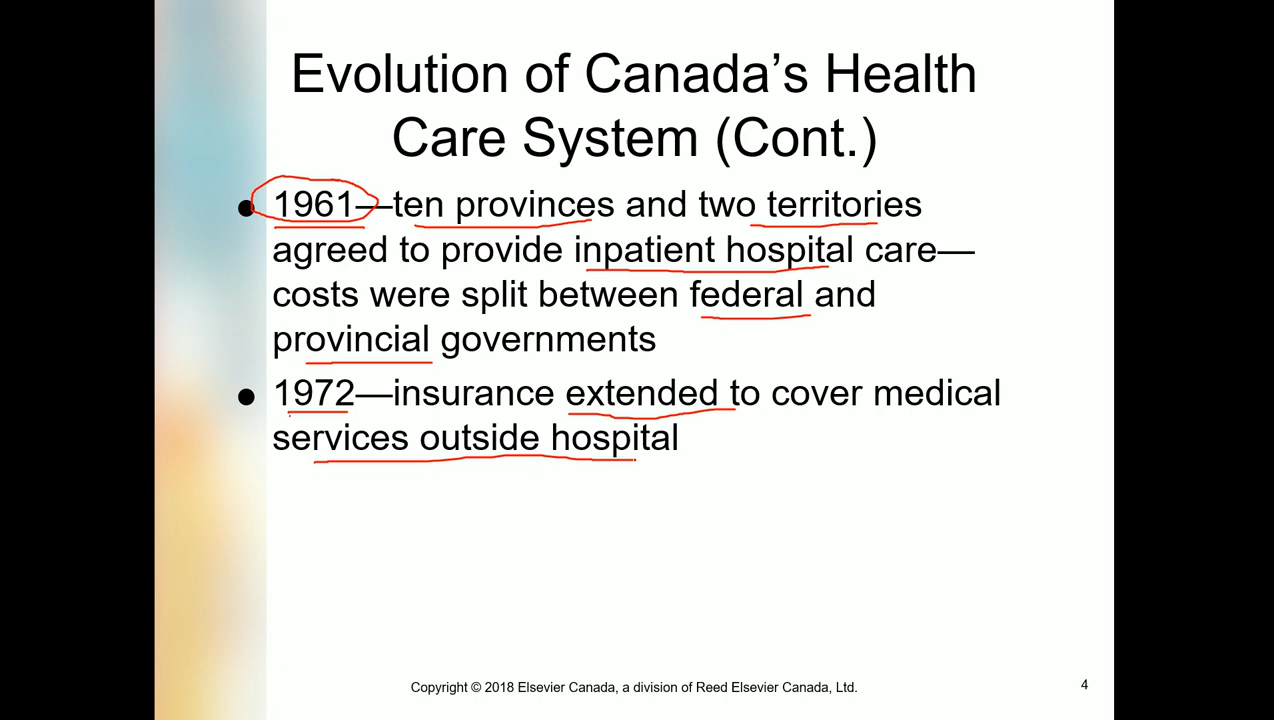 Evolution of Canada’s Health
Care System (Cont.)
● 1961—ten provinces and two territories
agreed to provide inpatient hospital care—
costs were split between federal and
provincial governments
● 1972—insurance extended to cover medical
services outside hospital
Copyright © 2018 Elsevier Canada, a division of Reed Elsevier Canada, Ltd.
4